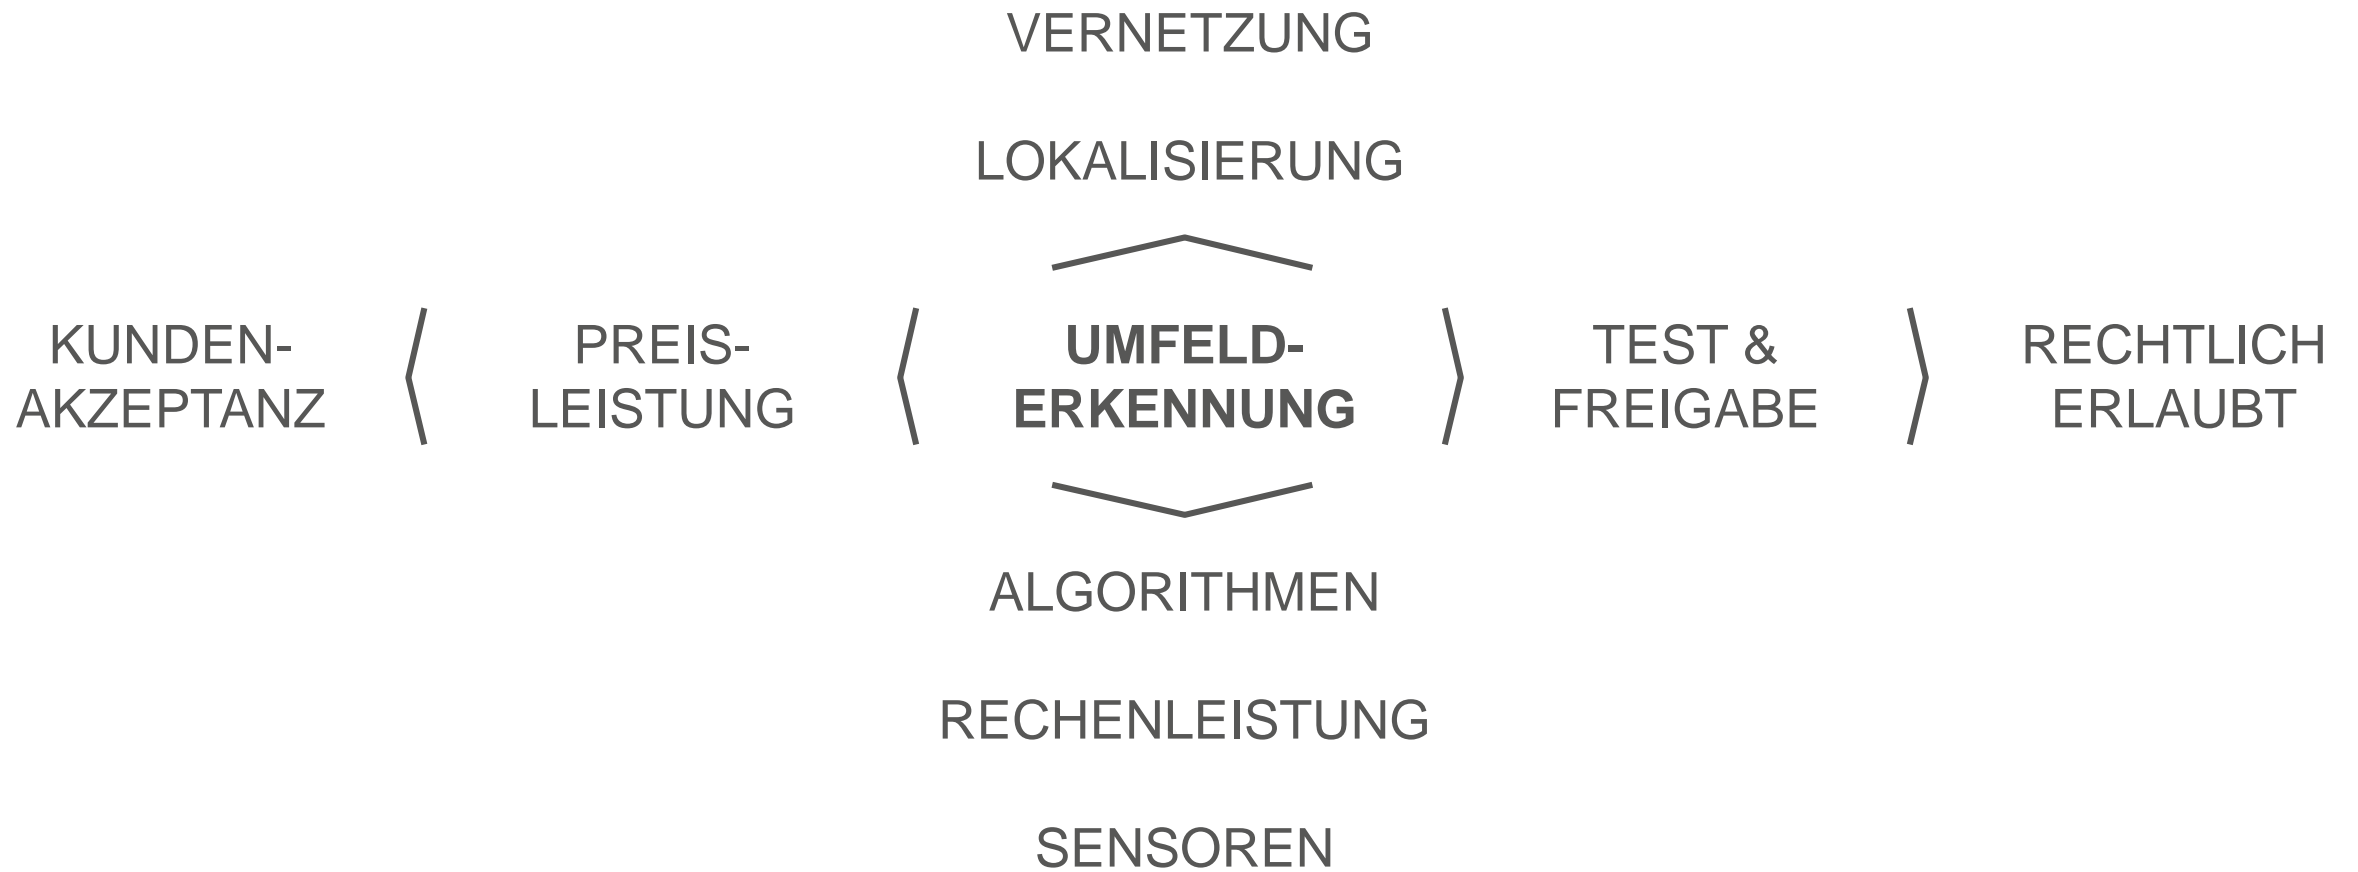 VERNETZUNG
LOKALISIERUNG
KUNDEN-
AKZEPTANZ
PREIS-
LEISTUNG
UMFELD-
ERKENNUNG
TEST &
FREIGABE
RECHTLICH
ERLAUBT
ALGORITHMEN
RECHENLEISTUNG
SENSOREN